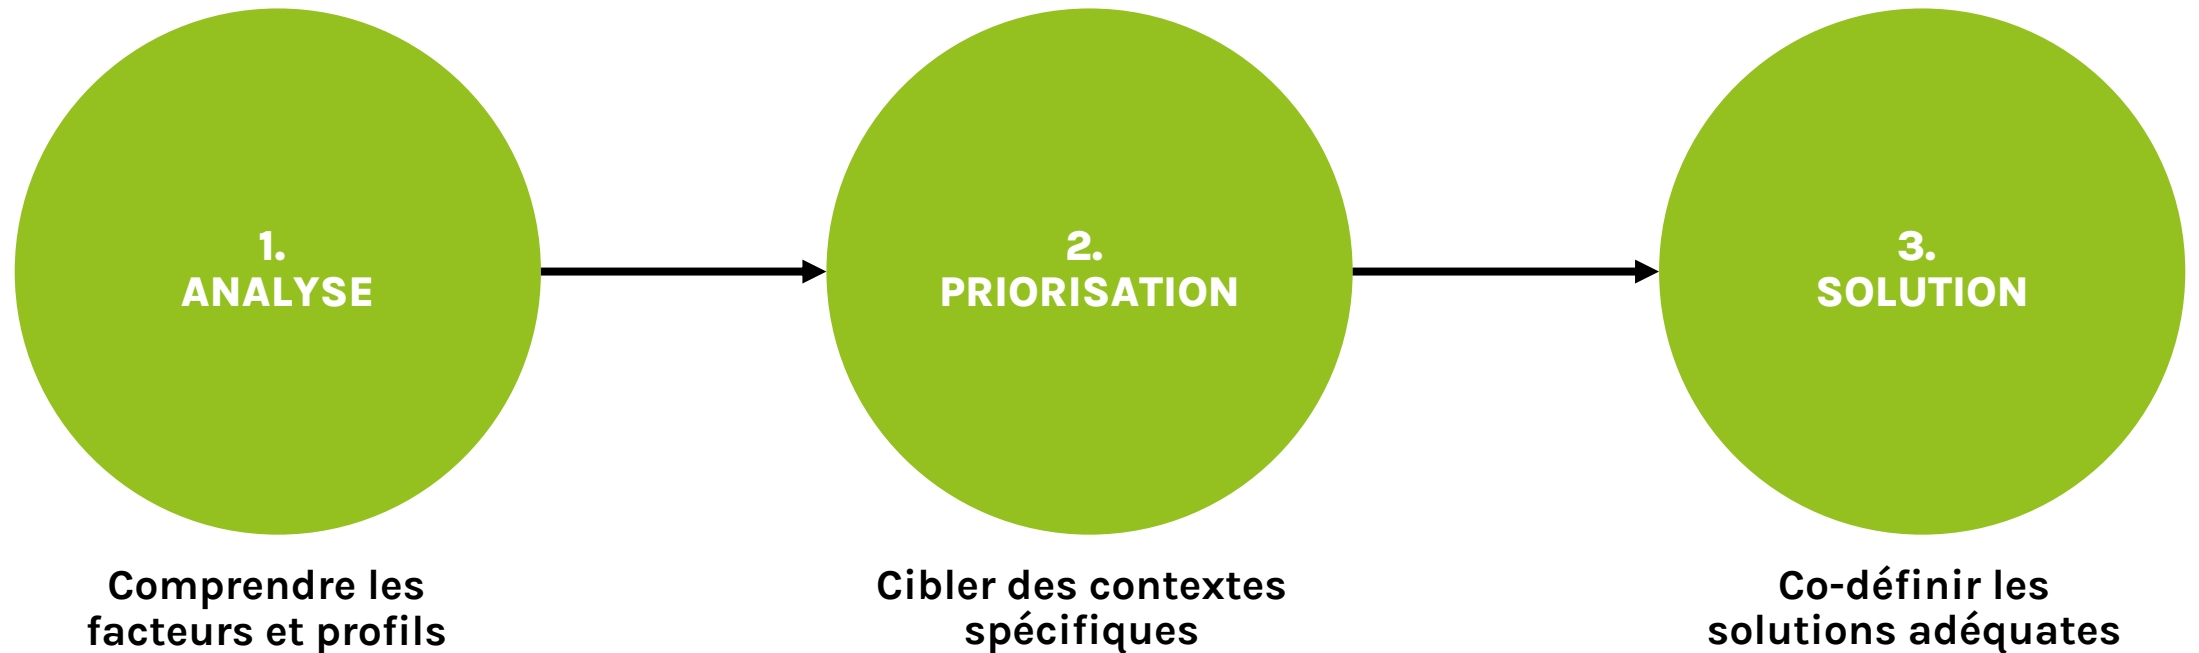 1.
ANALYSE
Comprendre les
facteurs et profils
2.
PRIORISATION
Cibler des contextes
spécifiques
3.
SOLUTION
Co-définir les
solutions adéquates